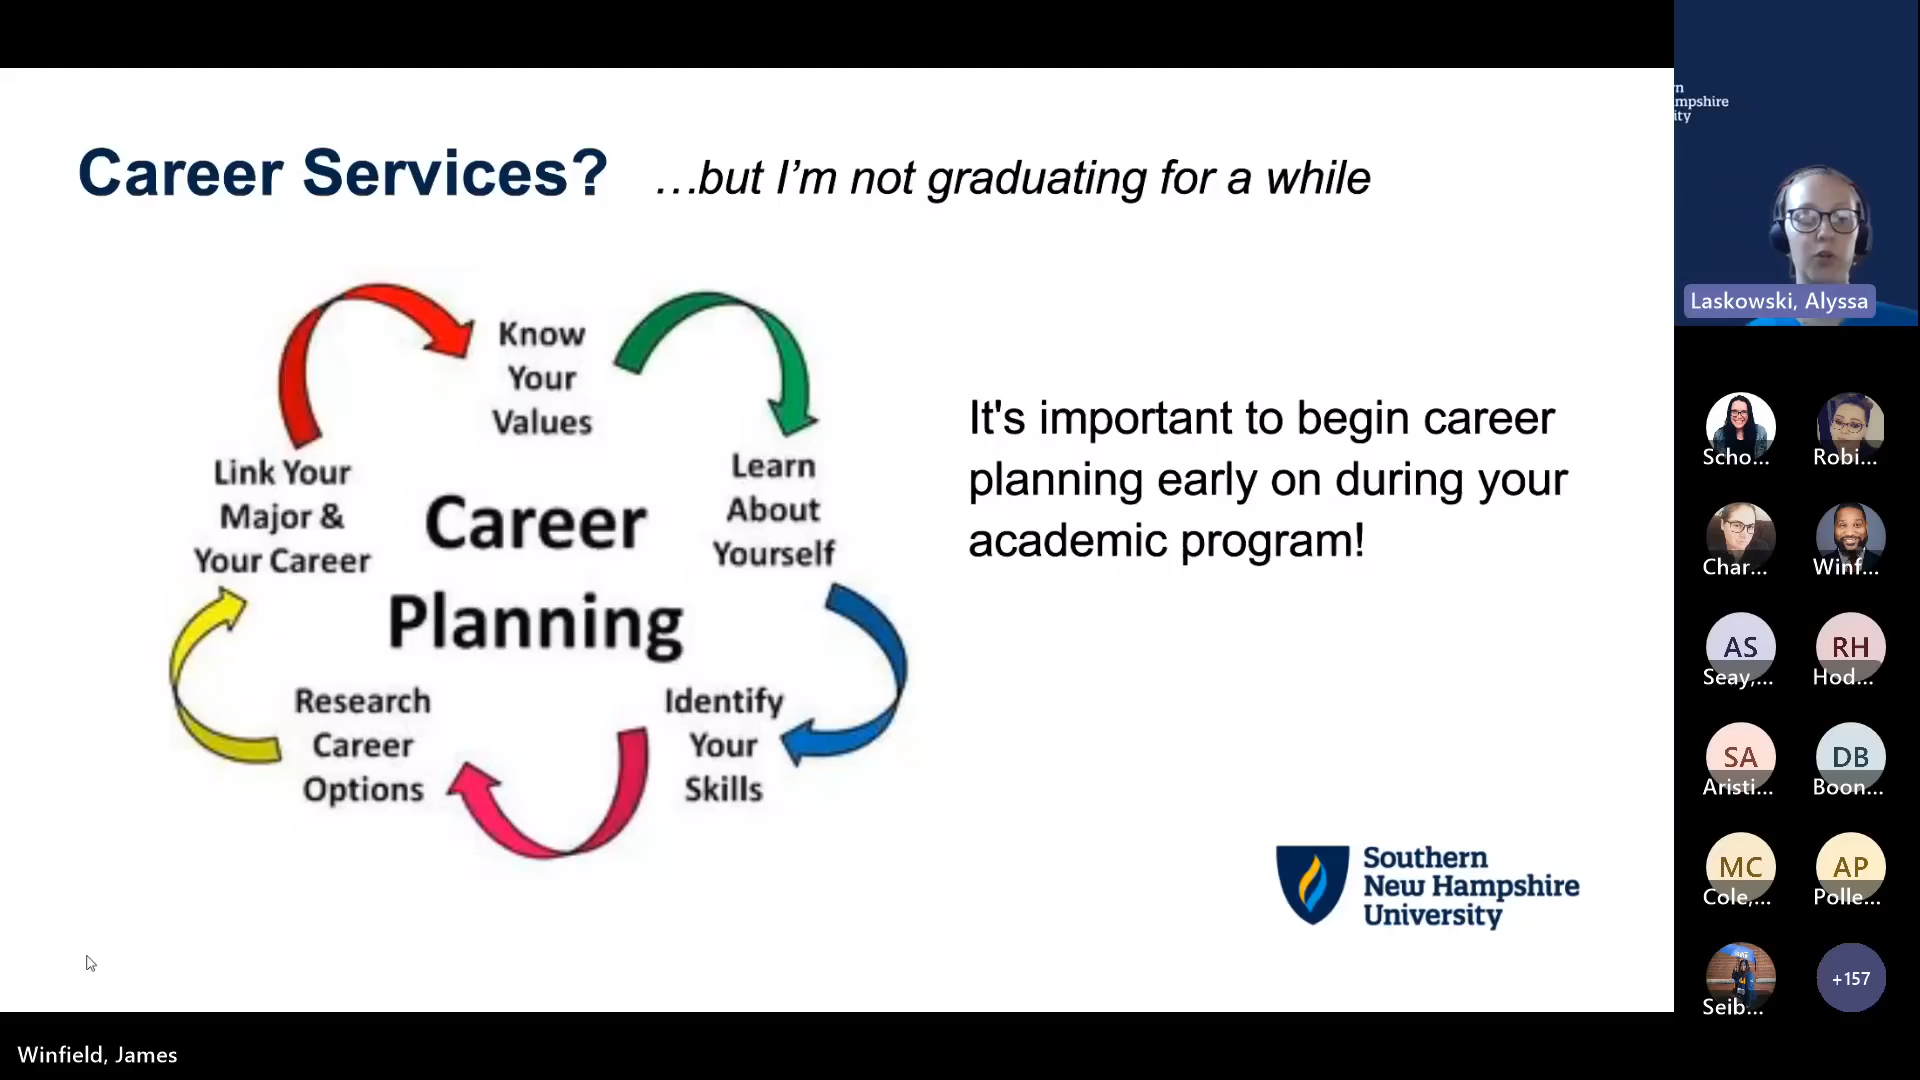 Career Services?
…but I'm not graduating for a while
Know
Your
Values
Learn
About
Yourself
Identify
Your
Skills
Research
Career
Options
Link Your
Major &
Your Career
Career
Planning
It's important to begin career
planning early on during your
academic program!
Southern
New Hampshire
University
n
mpshire
ity
Laskowski, Alyssa
Scho...
Robi...
Char...
Winf...
AS
Seay,...
RH
Hod...
SA
Aristi...
DB
Boon...
MC
Cole,...
AP
Polle...
Seib...
+157
Winfield, James